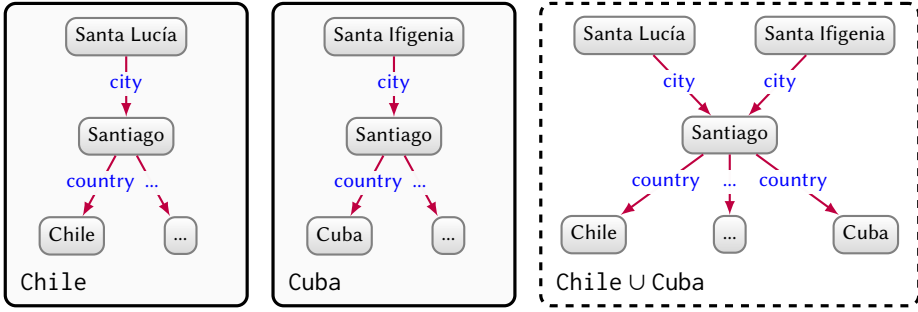 Santa Lucía
city
Santiago
country ...
Chile ...
Chile
Santa Ifigenia
city
Santiago
country ...
Cuba ...
Cuba
Santa Lucía Santa Ifigenia
city city
Santiago
country ... country
Chile ... Cuba
Chile ∪ Cuba